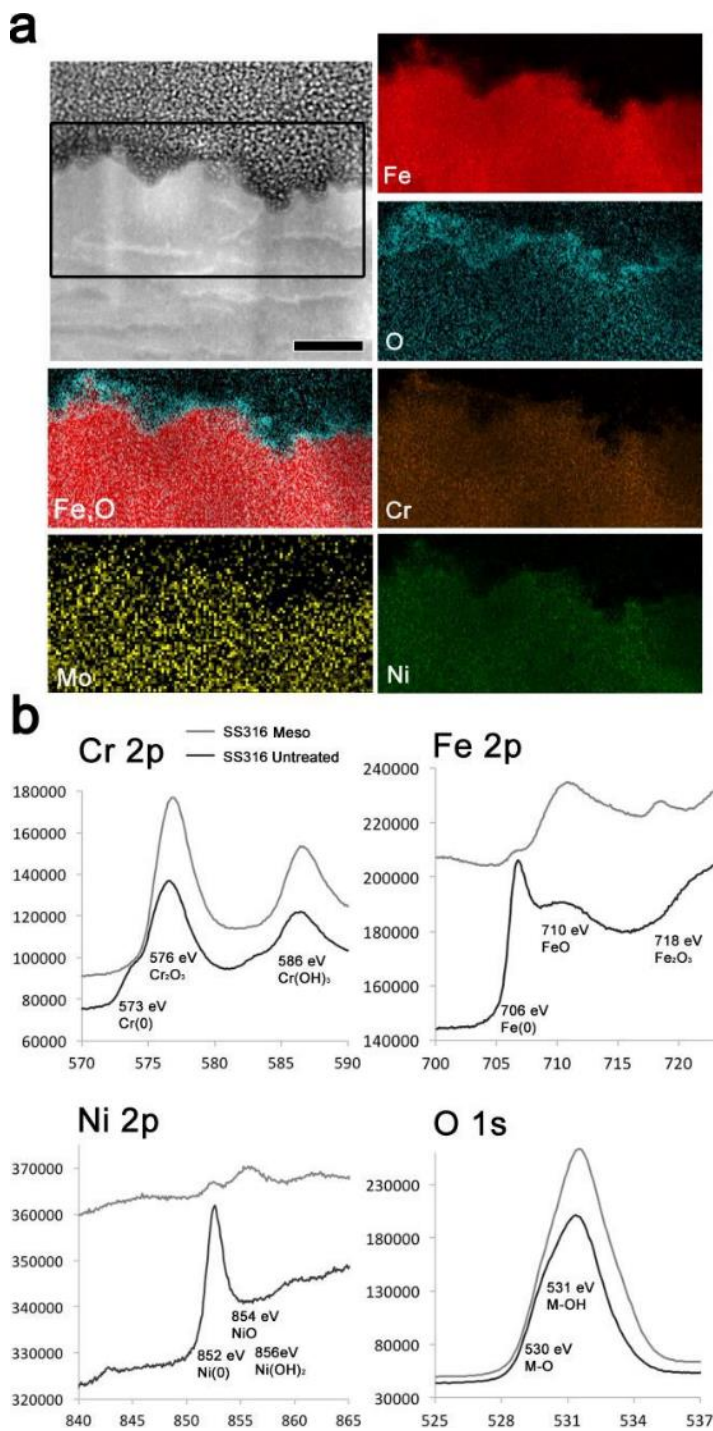 a
Fe
O
Fe,O
Cr
Mo
Ni
b
SS316 Meso
SS316 Untreated
Cr 2p
180000
160000
140000
120000
100000
80000
60000
576 eV
Cr₂O₃
586 eV
Cr(OH)₃
573 eV
Cr(0)
570 575 580 585 590
Fe 2p
240000
220000
200000
180000
160000
140000
710 eV
FeO
718 eV
Fe₂O₃
706 eV
Fe(0)
700 705 710 715 720
Ni 2p
370000
360000
350000
340000
330000
320000
854 eV
NiO
852 eV
Ni(0)
856eV
Ni(OH)₂
840 845 850 855 860 865
O 1s
230000
180000
130000
80000
30000
531 eV
M-OH
530 eV
M-O
525 528 531 534 537